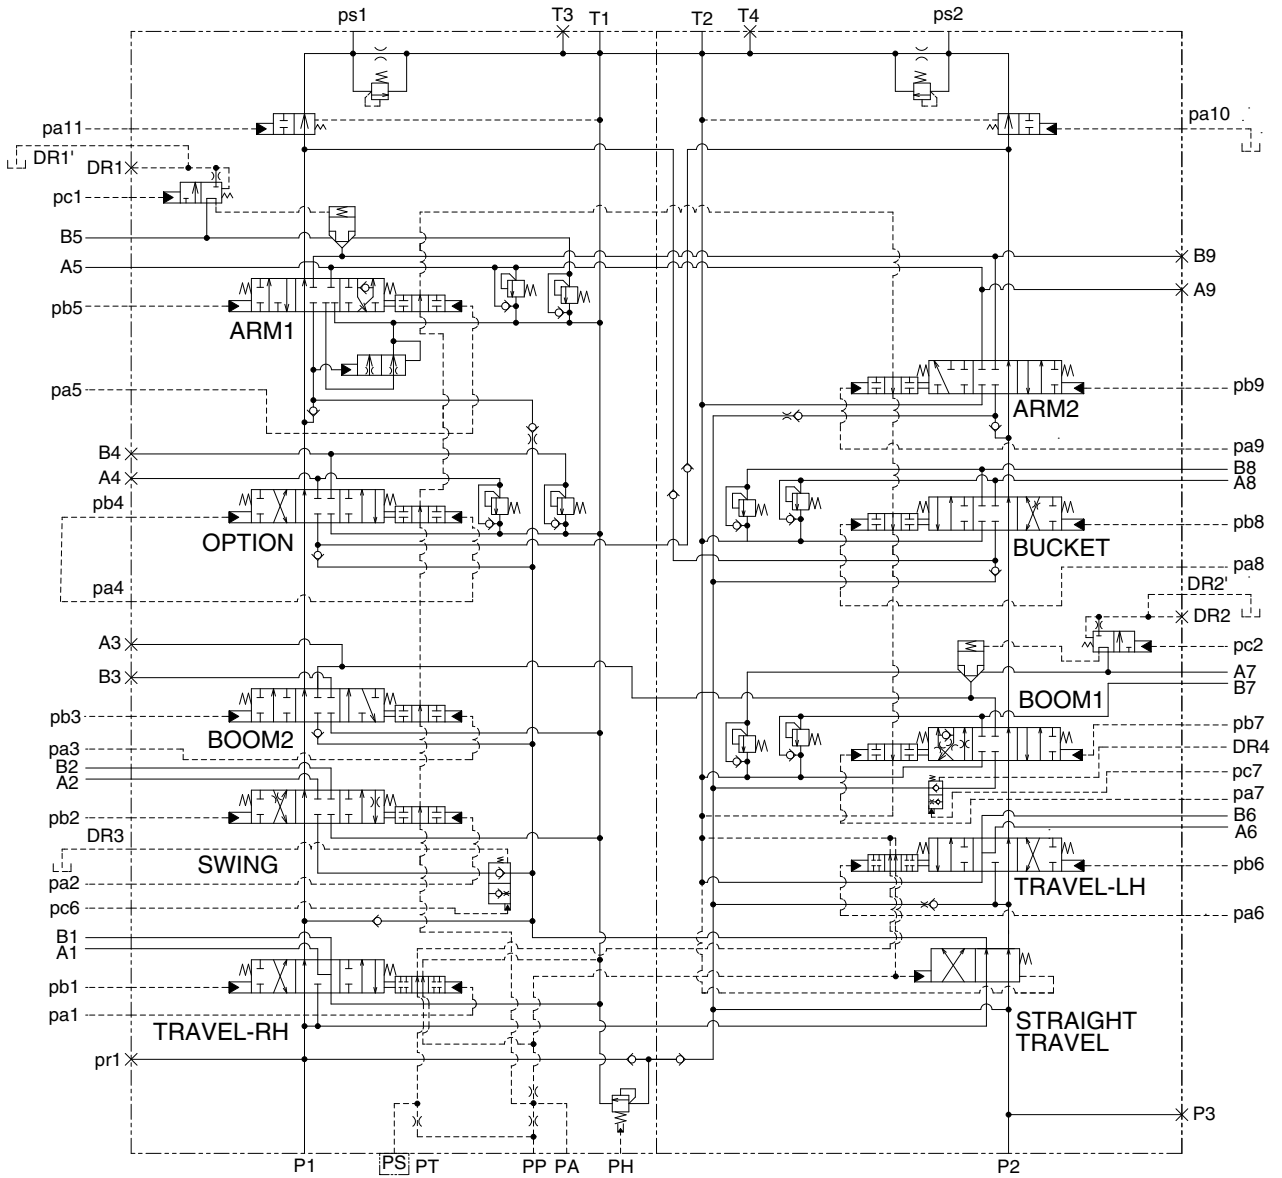 ps1
T3
T1
T2
T4
ps2
pa11
pa10
DR1'
DR1
pc1
B5
A5
B9
A9
pb5
ARM1
pa5
ARM2
pb9
pa9
B4
A4
B8
A8
pb4
OPTION
BUCKET
pb8
pa4
pa8
DR2'
DR2
A3
pc2
B3
A7
B7
BOOM1
pb3
BOOM2
pb7
pa3
DR4
B2
A2
pc7
pa7
pb2
B6
A6
DR3
SWING
pb6
pa2
TRAVEL-LH
pc6
pa6
B1
A1
pb1
pa1
TRAVEL-RH
STRAIGHT
TRAVEL
pr1
P3
P1
PS
PT
PP
PA
PH
P2